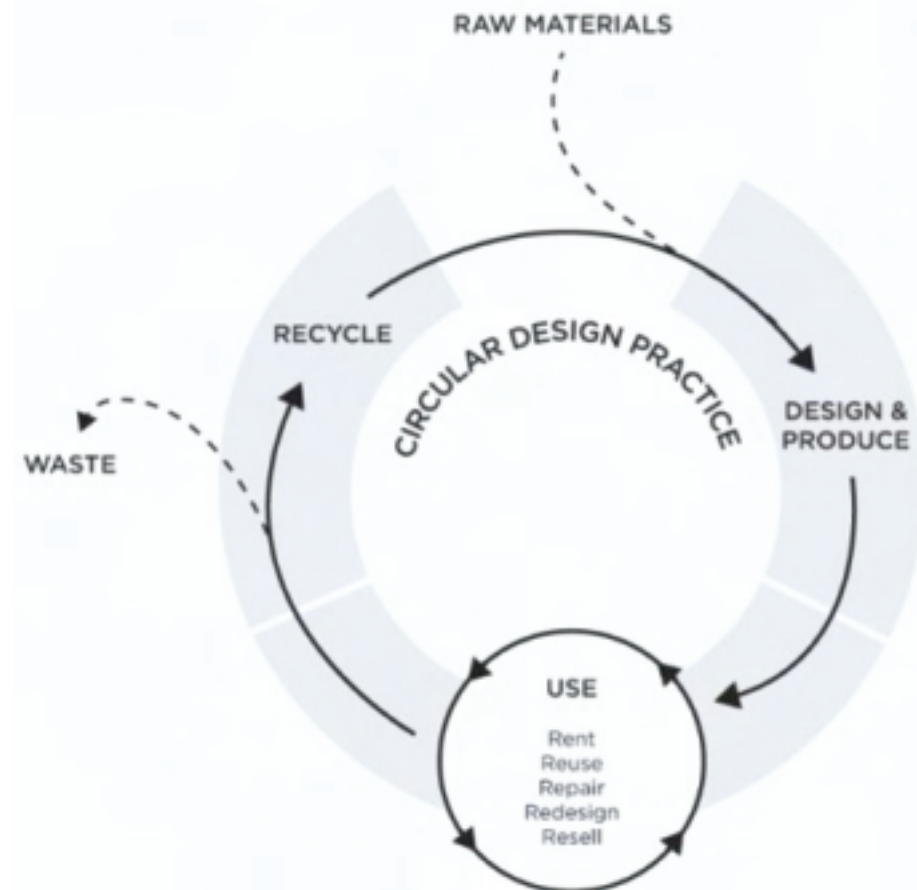 RAW MATERIALS
RECYCLE
CIRCULAR DESIGN PRACTICE
DESIGN &
PRODUCE
WASTE
USE
Rent
Reuse
Repair
Redesign
Resell